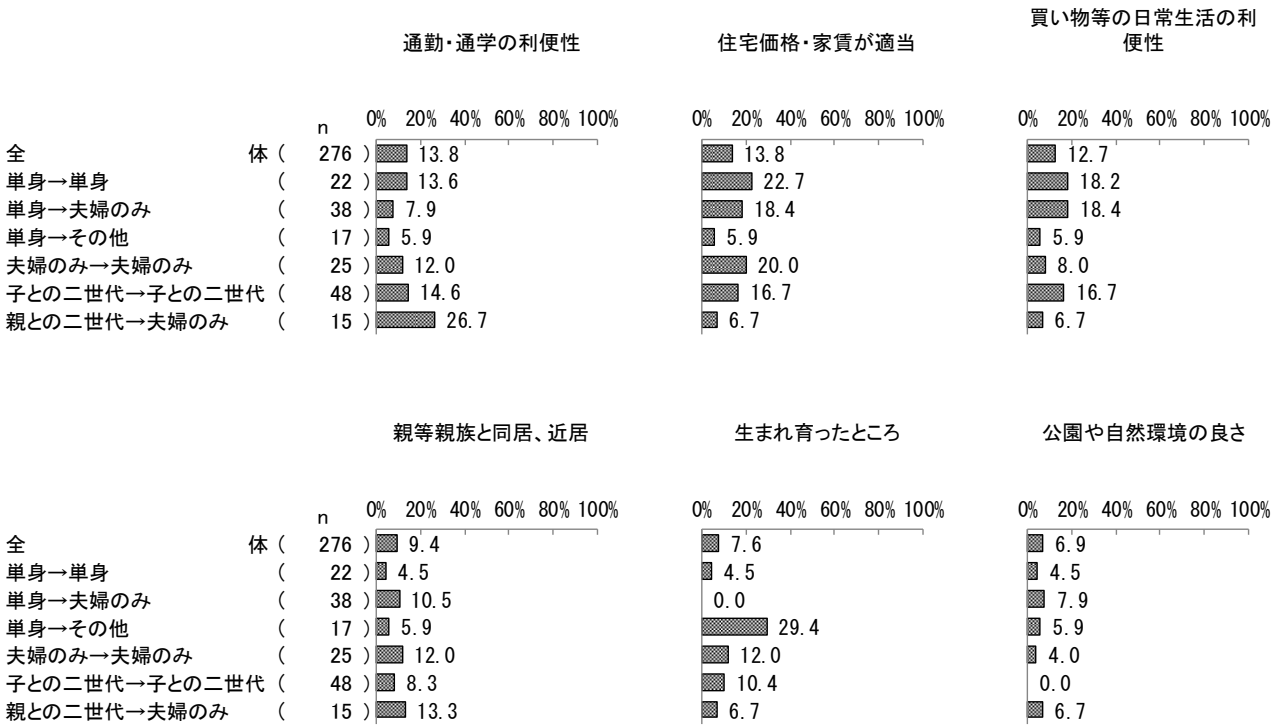 通勤・通学の利便性 住宅価格・家賃が適当 買い物等の日常生活の利便性
n 0% 20% 40% 60% 80% 100% 0% 20% 40% 60% 80% 100% 0% 20% 40% 60% 80% 100%
全体 ( 276 ) 13.8 13.8 12.7
単身→単身 ( 22 ) 13.6 22.7 18.2
単身→夫婦のみ ( 38 ) 7.9 18.4 18.4
単身→その他 ( 17 ) 5.9 5.9 5.9
夫婦のみ→夫婦のみ ( 25 ) 12.0 20.0 8.0
子との二世代→子との二世代 ( 48 ) 14.6 16.7 16.7
親との二世代→夫婦のみ ( 15 ) 26.7 6.7 6.7
親等親族と同居、近居 生まれ育ったところ 公園や自然環境の良さ
n 0% 20% 40% 60% 80% 100% 0% 20% 40% 60% 80% 100% 0% 20% 40% 60% 80% 100%
全体 ( 276 ) 9.4 7.6 6.9
単身→単身 ( 22 ) 4.5 4.5 4.5
単身→夫婦のみ ( 38 ) 10.5 0.0 7.9
単身→その他 ( 17 ) 5.9 29.4 5.9
夫婦のみ→夫婦のみ ( 25 ) 12.0 12.0 4.0
子との二世代→子との二世代 ( 48 ) 8.3 10.4 0.0
親との二世代→夫婦のみ ( 15 ) 13.3 6.7 6.7